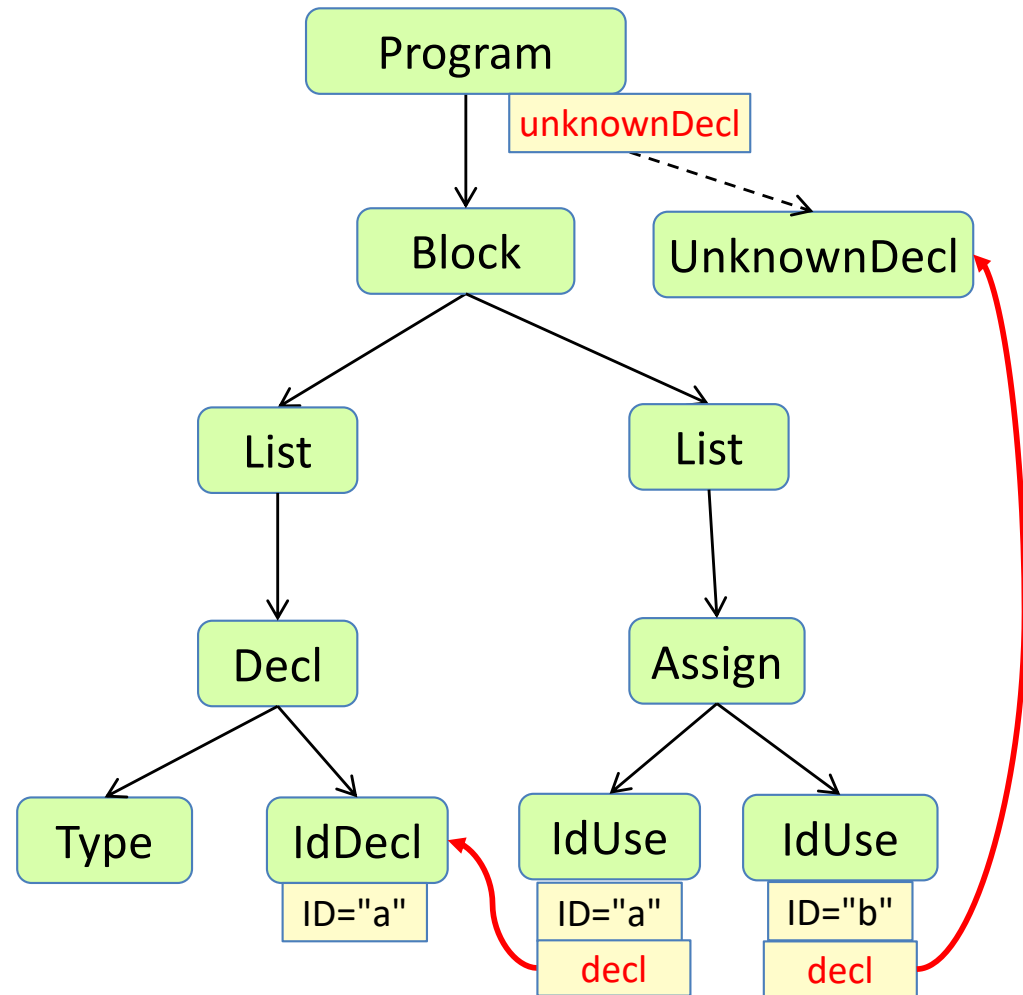 Program
unknownDecl
Block
UnknownDecl
List
List
Decl
Assign
Type
IdDecl
IdUse
IdUse
ID="a"
ID="a"
ID="b"
decl
decl